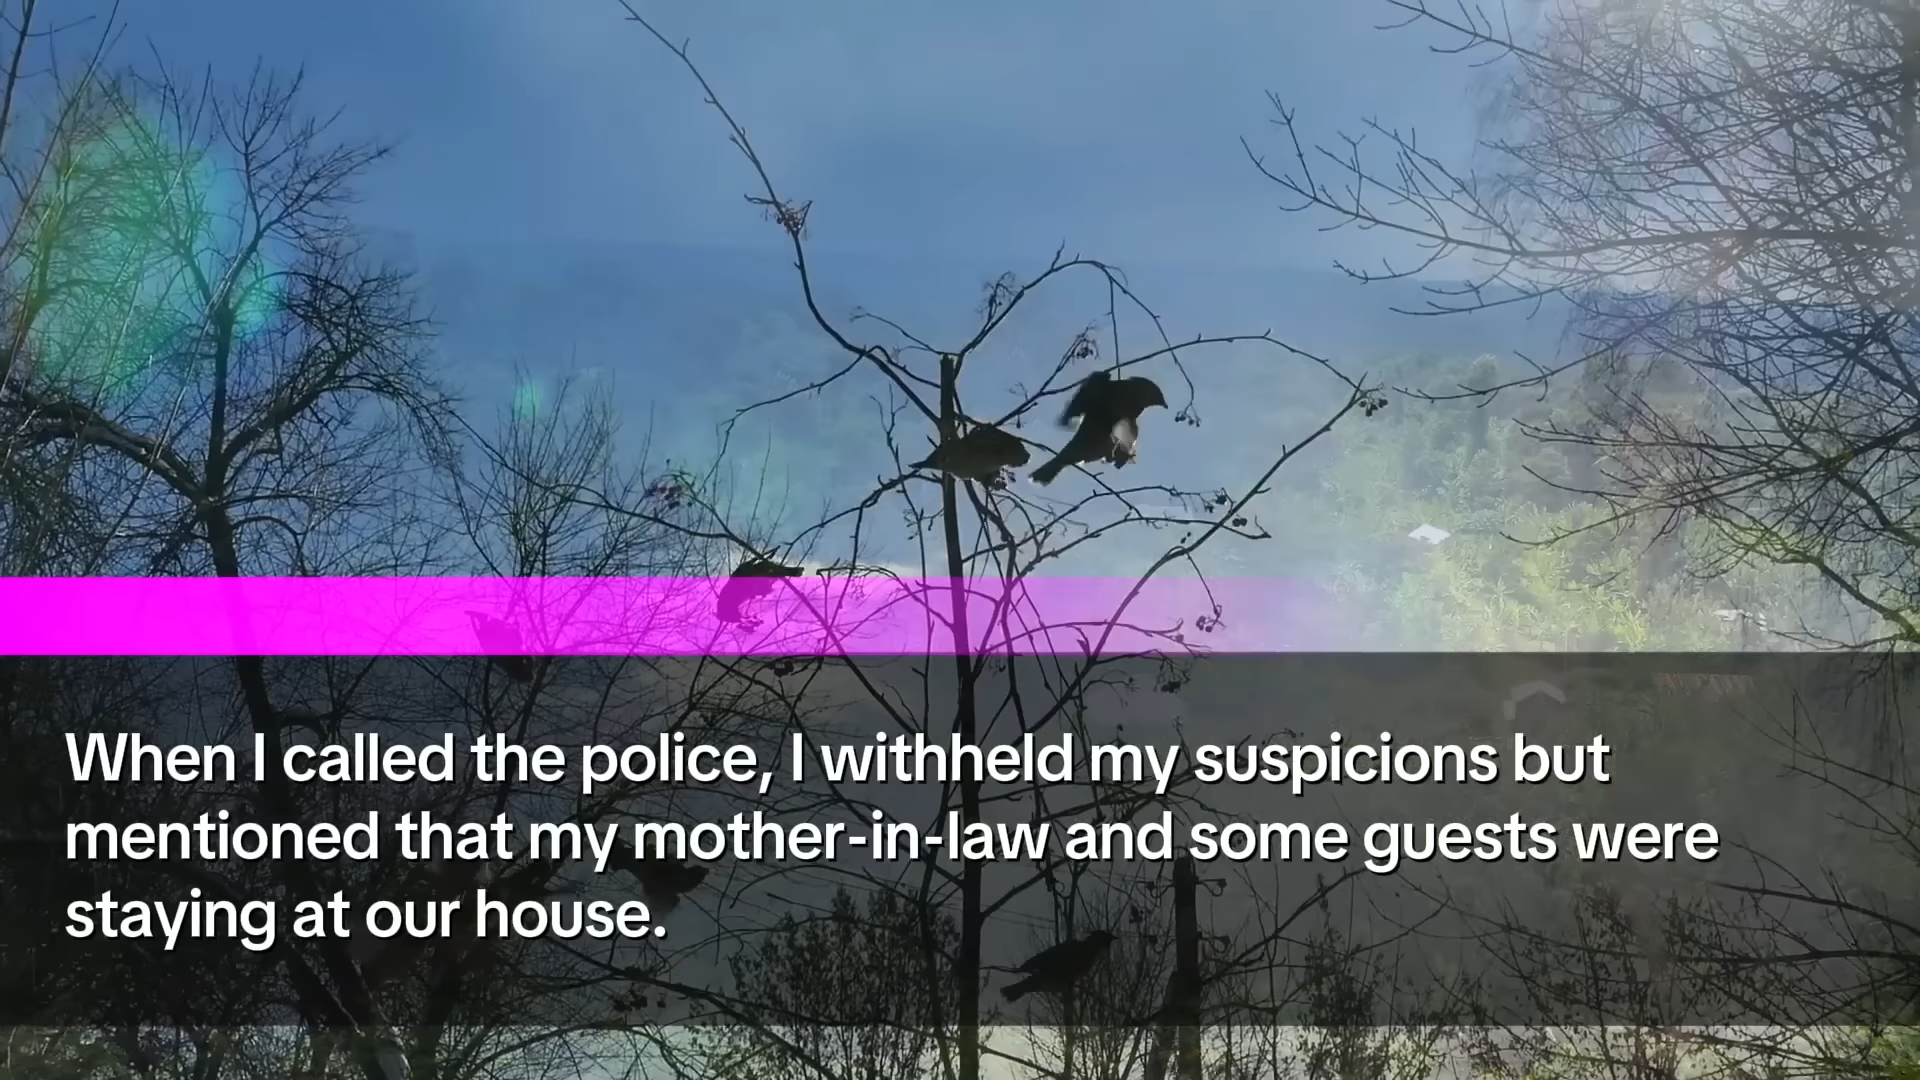 When I called the police, I withheld my suspicions but
mentioned that my mother-in-law and some guests were
staying at our house.